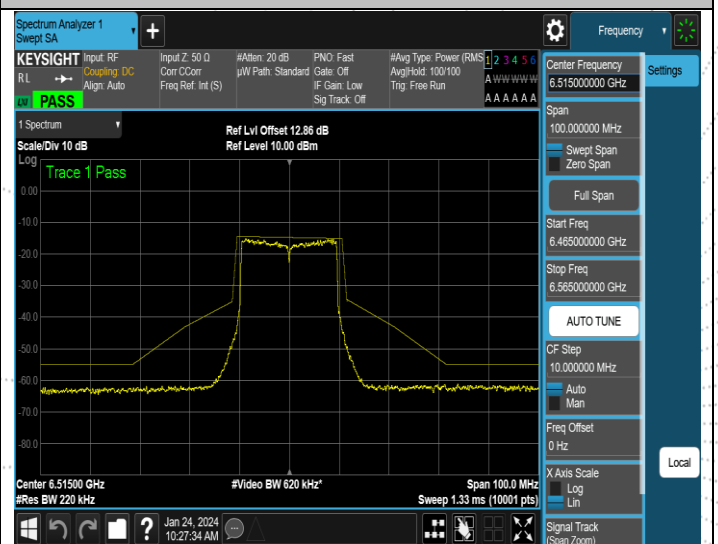 Spectrum Analyzer 1
Swept SA
+
Frequency
KEYSIGHT
RL
LXI PASS
Input: RF
Coupling: DC
Align: Auto
Input Z: 50 Ω
Corr CCorr
Freq Ref: Int (S)
#Atten: 20 dB
µW Path: Standard
PNO: Fast
Gate: Off
IF Gain: Low
Sig Track: Off
#Avg Type: Power (RMS
Avg|Hold: 100/100
Trig: Free Run
1 2 3 4 5 6
A W W W W W
A A A A A A
1 Spectrum
Scale/Div 10 dB
Ref Lvl Offset 12.86 dB
Ref Level 10.00 dBm
Log
Trace 1 Pass
0.00
-10.0
-20.0
-30.0
-40.0
-50.0
-60.0
-70.0
-80.0
Center 6.51500 GHz
#Res BW 220 kHz
#Video BW 620 kHz*
Span 100.0 MHz
Sweep 1.33 ms (10001 pts)
Center Frequency
6.515000000 GHz
Settings
Span
100.000000 MHz
Swept Span
Zero Span
Full Span
Start Freq
6.465000000 GHz
Stop Freq
6.565000000 GHz
AUTO TUNE
CF Step
10.000000 MHz
Auto
Man
Freq Offset
0 Hz
X Axis Scale
Log
Lin
Local
Signal Track
(Span Zoom)
?
Jan 24, 2024
10:27:34 AM